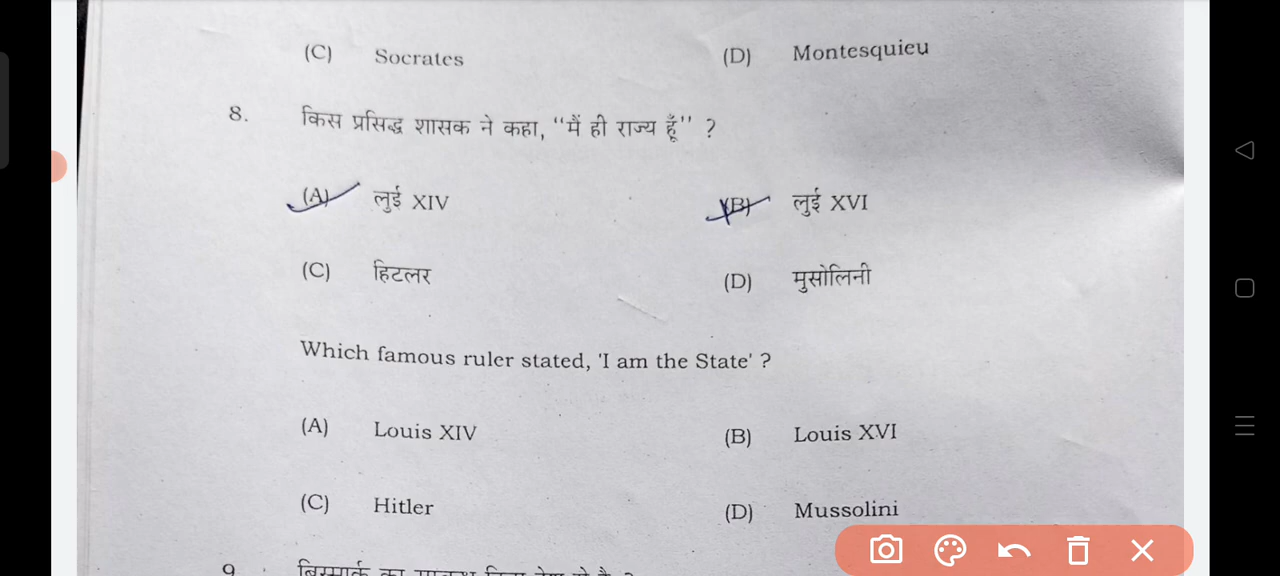 (C) Socrates (D) Montesquieu
8. किस प्रसिद्ध शासक ने कहा, “मैं ही राज्य हूँ” ?
(A) लुई XIV (B) लुई XVI
(C) हिटलर (D) मुसोलिनी
Which famous ruler stated, 'I am the State' ?
(A) Louis XIV (B) Louis XVI
(C) Hitler (D) Mussolini
9. बिस्मार्क का